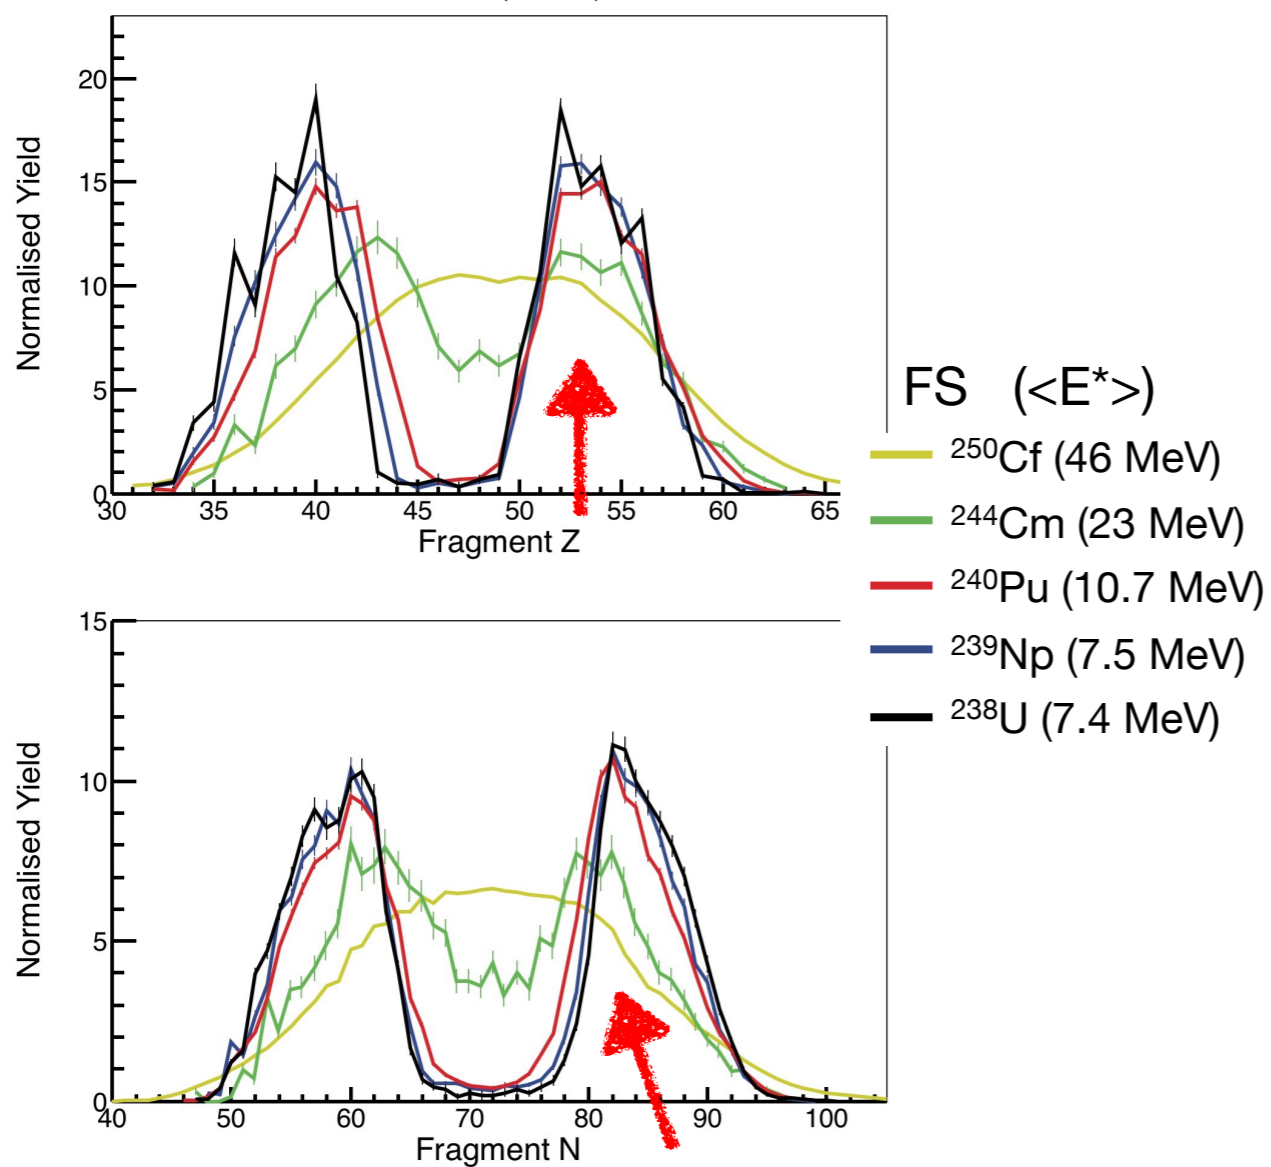 20
15
10
5
0
Normalised Yield
30 35 40 45 50 55 60 65
Fragment Z
FS (<E*>)
²⁵⁰Cf (46 MeV)
²⁴⁴Cm (23 MeV)
²⁴⁰Pu (10.7 MeV)
²³⁹Np (7.5 MeV)
²³⁸U (7.4 MeV)
15
10
5
0
Normalised Yield
40 50 60 70 80 90 100
Fragment N